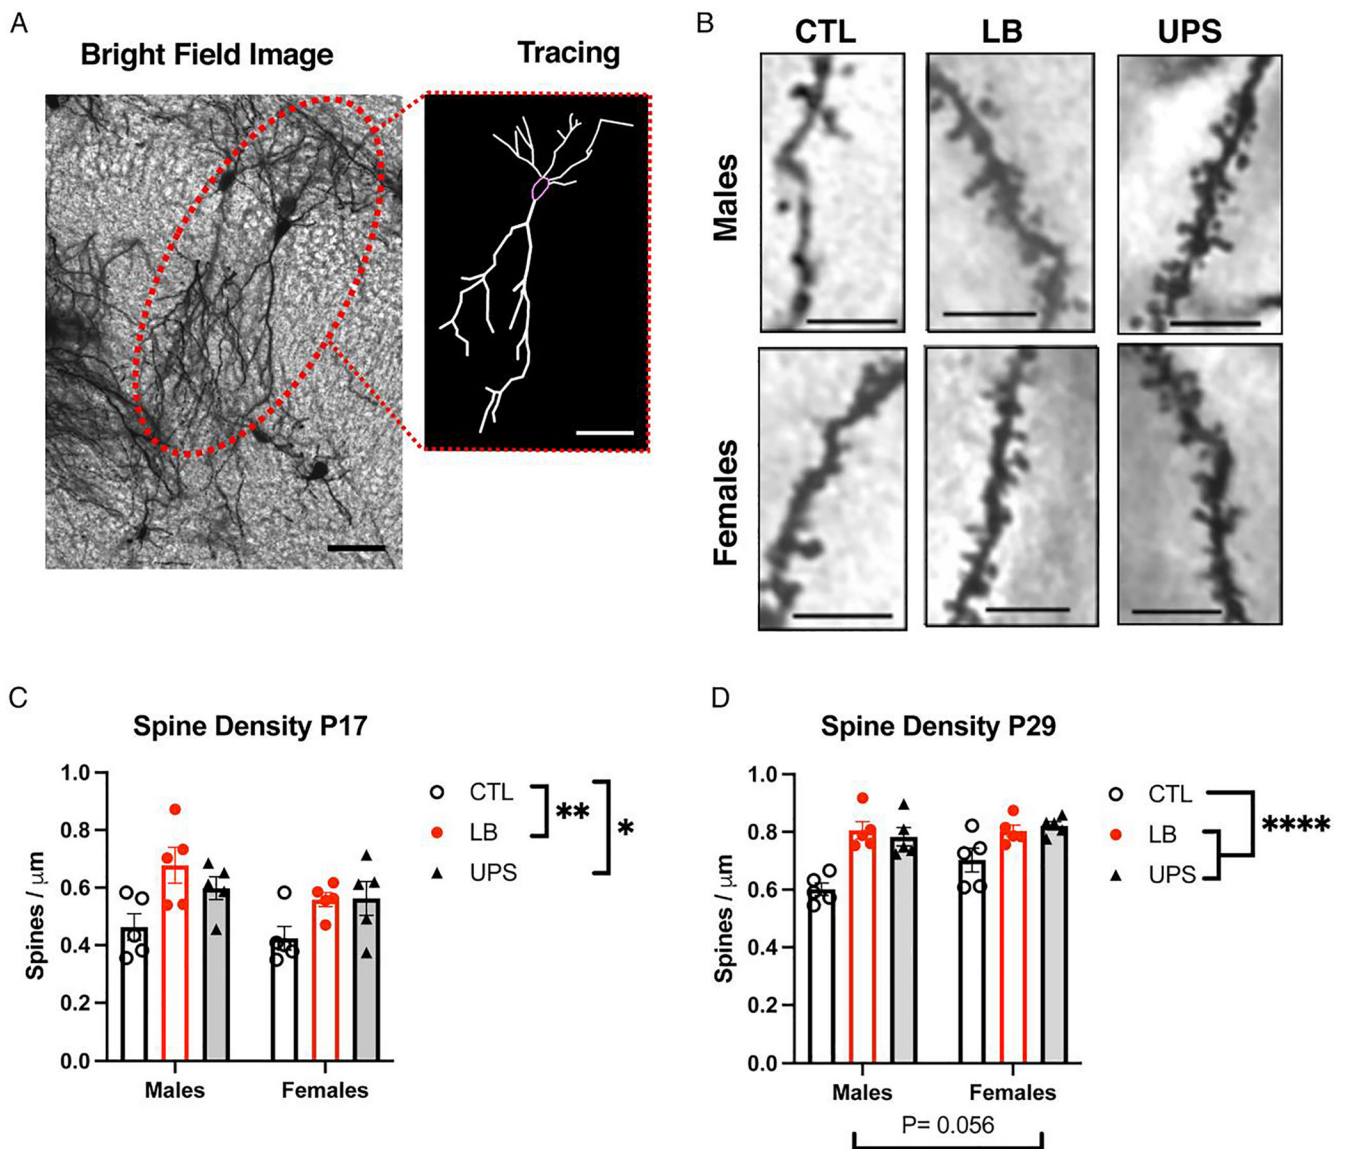 A
Bright Field Image
Tracing
B
CTL
LB
UPS
Males
Females
C
Spine Density P17
Spines / μm
1.0
0.8
0.6
0.4
0.2
0.0
Males
Females
CTL
LB
UPS
**
*
D
Spine Density P29
Spines / μm
1.0
0.8
0.6
0.4
0.2
0.0
Males
Females
P= 0.056
CTL
LB
UPS
****